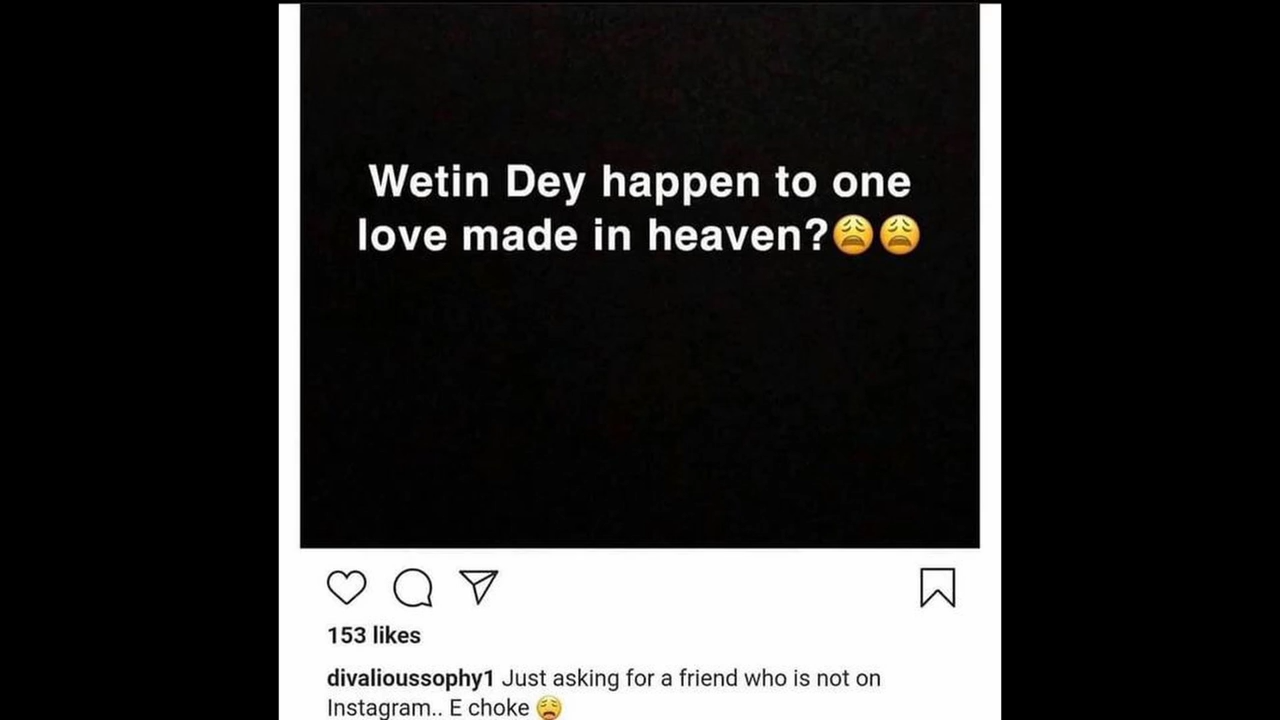 Wetin Dey happen to one
love made in heaven?😩😩
153 likes
divalioussophy1 Just asking for a friend who is not on
Instagram.. E choke 😩